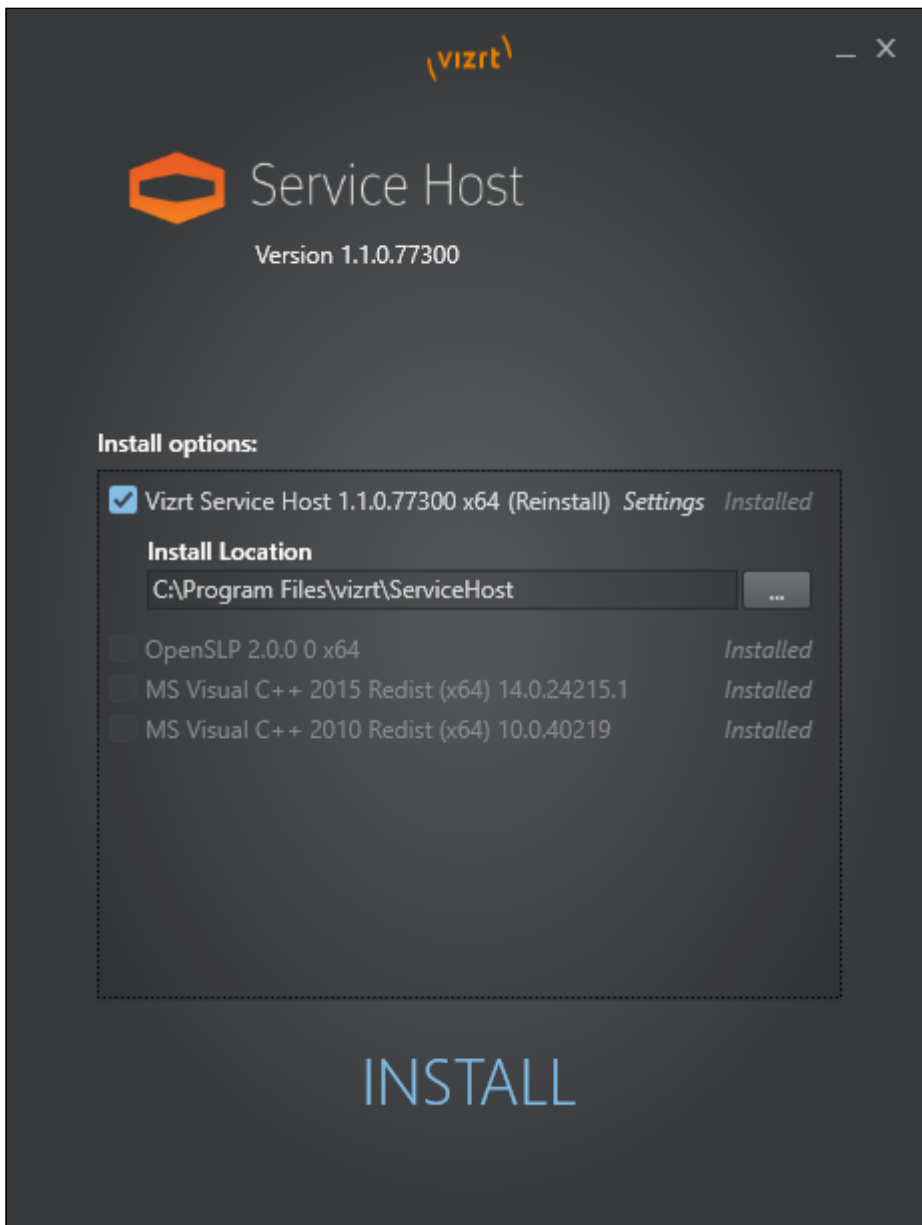 (vizrt)
Service Host
Version 1.1.0.77300
Install options:
Vizrt Service Host 1.1.0.77300 x64 (Reinstall) Settings Installed
Install Location
C:\Program Files\vizrt\ServiceHost ...
OpenSLP 2.0.0 0 x64 Installed
MS Visual C++ 2015 Redist (x64) 14.0.24215.1 Installed
MS Visual C++ 2010 Redist (x64) 10.0.40219 Installed
INSTALL